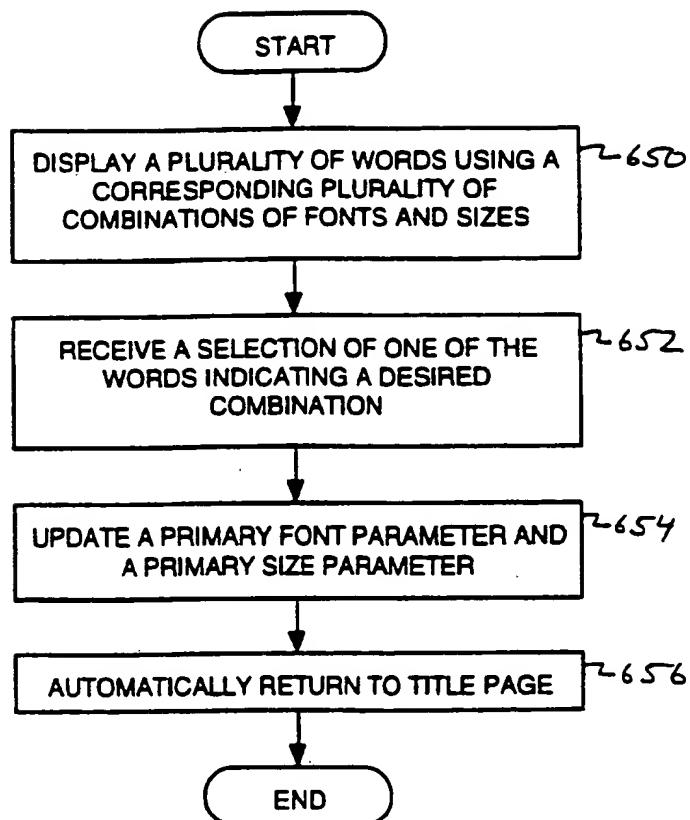 START
DISPLAY A PLURALITY OF WORDS USING A
CORRESPONDING PLURALITY OF
COMBINATIONS OF FONTS AND SIZES
650
RECEIVE A SELECTION OF ONE OF THE
WORDS INDICATING A DESIRED
COMBINATION
652
UPDATE A PRIMARY FONT PARAMETER AND
A PRIMARY SIZE PARAMETER
654
AUTOMATICALLY RETURN TO TITLE PAGE
656
END